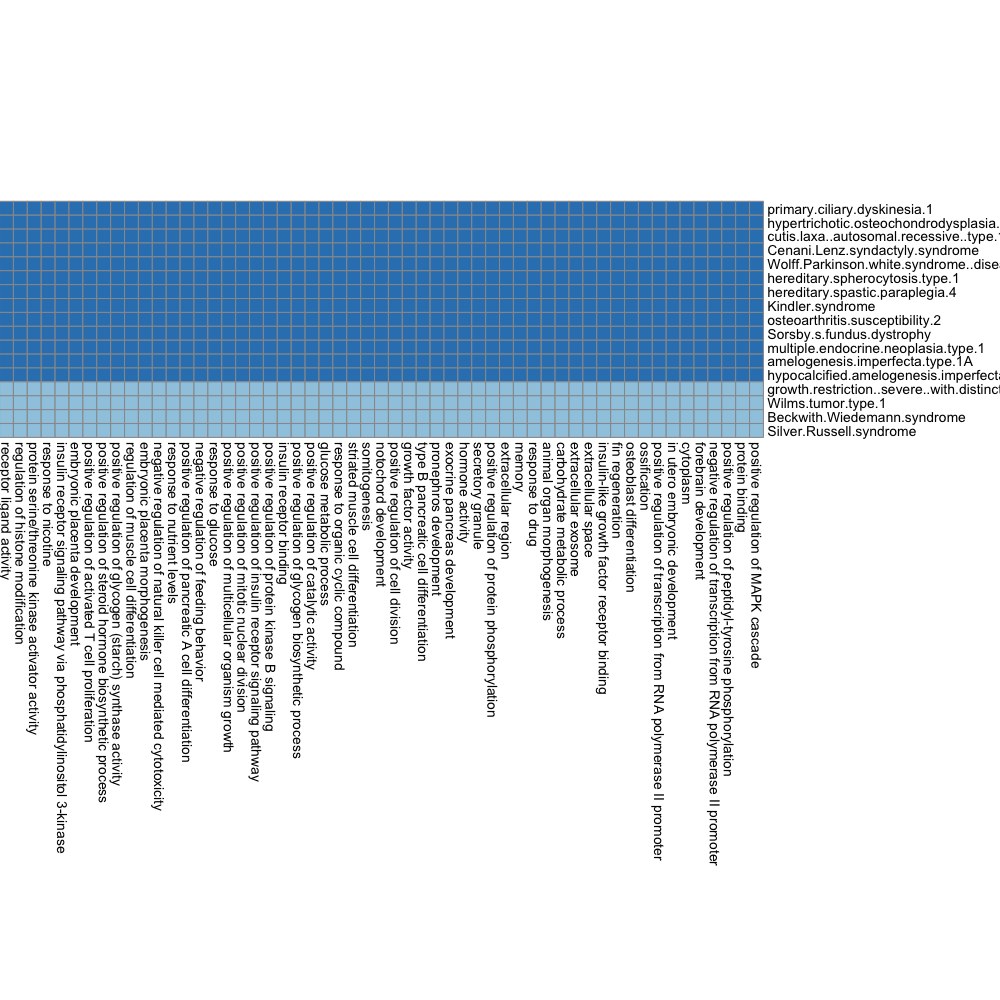 primary.ciliary.dyskinesia.1
hypertrichotic.osteochondrodysplasia.
cutis.laxa..autosomal.recessive..type.
Cenani.Lenz.syndactyly.syndrome
Wolff.Parkinson.white.syndrome..dise
hereditary.spherocytosis.type.1
hereditary.spastic.paraplegia.4
Kindler.syndrome
osteoarthritis.susceptibility.2
Sorsby.s.fundus.dystrophy
multiple.endocrine.neoplasia.type.1
amelogenesis.imperfecta.type.1A
hypocalcified.amelogenesis.imperfecta
growth.restriction..severe..with.distinct
Wilms.tumor.type.1
Beckwith.Wiedemann.syndrome
Silver.Russell.syndrome
receptor ligand activity
regulation of histone modification
protein serine/threonine kinase activator activity
response to nicotine
insulin receptor signaling pathway via phosphatidylinositol 3-kinase
embryonic placenta development
positive regulation of activated T cell proliferation
positive regulation of steroid hormone biosynthetic process
positive regulation of glycogen (starch) synthase activity
regulation of muscle cell differentiation
embryonic placenta morphogenesis
negative regulation of natural killer cell mediated cytotoxicity
response to nutrient levels
positive regulation of pancreatic A cell differentiation
negative regulation of feeding behavior
response to glucose
positive regulation of multicellular organism growth
positive regulation of mitotic nuclear division
positive regulation of insulin receptor signaling pathway
positive regulation of protein kinase B signaling
insulin receptor binding
positive regulation of glycogen biosynthetic process
positive regulation of catalytic activity
glucose metabolic process
response to organic cyclic compound
striated muscle cell differentiation
somitogenesis
notochord development
positive regulation of cell division
growth factor activity
type B pancreatic cell differentiation
pronephros development
exocrine pancreas development
hormone activity
secretory granule
positive regulation of protein phosphorylation
extracellular region
memory
response to drug
animal organ morphogenesis
carbohydrate metabolic process
extracellular exosome
extracellular space
insulin-like growth factor receptor binding
fin regeneration
osteoblast differentiation
ossification
positive regulation of transcription from RNA polymerase II promoter
in utero embryonic development
cytoplasm
forebrain development
negative regulation of transcription from RNA polymerase II promoter
positive regulation of peptidyl-tyrosine phosphorylation
protein binding
positive regulation of MAPK cascade